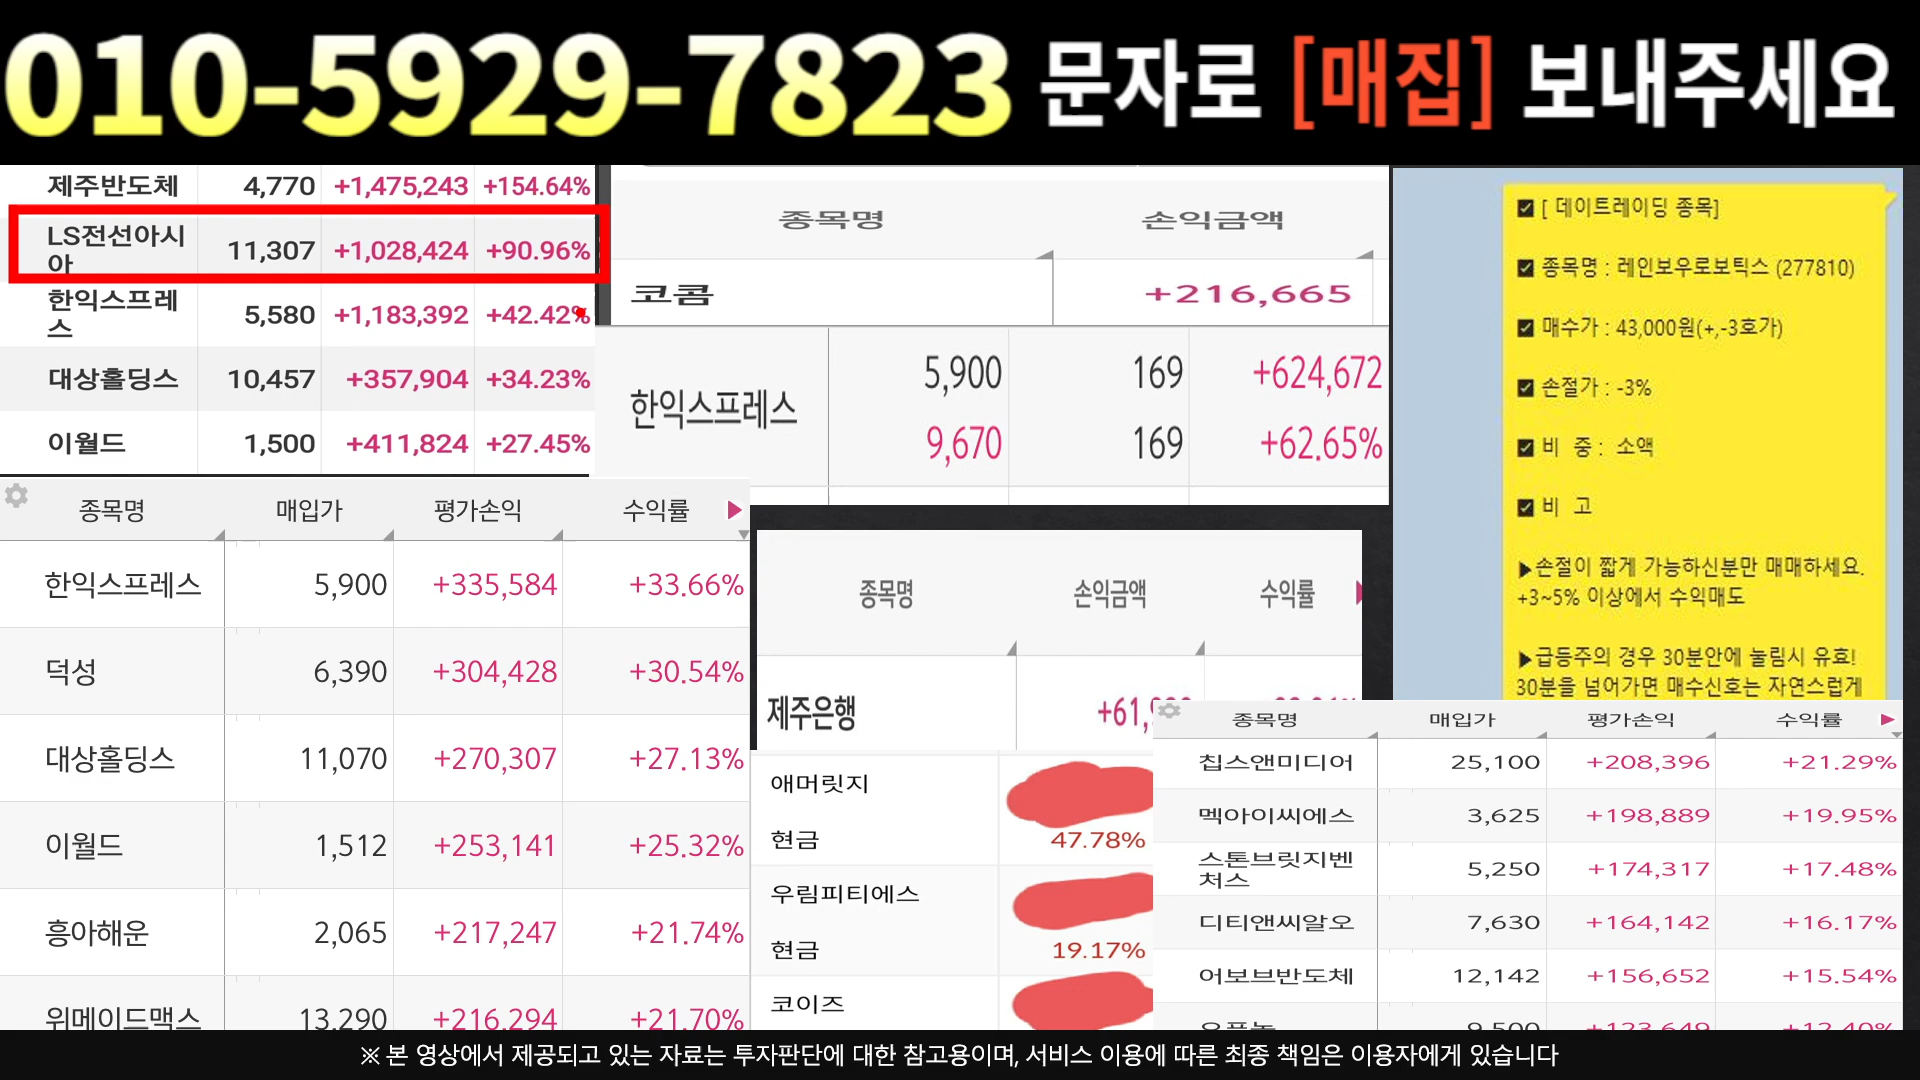 010-5929-7823 문자로 [매집] 보내주세요
제주반도체 4,770 +1,475,243 +154.64%
LS전선아시
아 11,307 +1,028,424 +90.96%
한익스프레
스 5,580 +1,183,392 +42.42%
대상홀딩스 10,457 +357,904 +34.23%
이월드 1,500 +411,824 +27.45%
종목명 손익금액
코콤 +216,665
한익스프레스 5,900 169 +624,672
9,670 169 +62.65%
[ 데이트레이딩 종목]
종목명 : 레인보우로보틱스 (277810)
매수가 : 43,000원(+,-3호가)
손절가 : -3%
비 중 : 소액
비 고
▶손절이 짧게 가능하신분만 매매하세요.
+3~5% 이상에서 수익매도
▶급등주의 경우 30분안에 눌림시 유효!
30분을 넘어가면 매수신호는 자연스럽게
종목명 매입가 평가손익 수익률
한익스프레스 5,900 +335,584 +33.66%
덕성 6,390 +304,428 +30.54%
대상홀딩스 11,070 +270,307 +27.13%
이월드 1,512 +253,141 +25.32%
흥아해운 2,065 +217,247 +21.74%
위메이드맥스 13,290 +216,294 +21.70%
종목명 손익금액 수익률
제주은행 +61,
애머릿지
현금 47.78%
우림피티에스
현금 19.17%
코이즈
종목명 매입가 평가손익 수익률
칩스앤미디어 25,100 +208,396 +21.29%
멕아이씨에스 3,625 +198,889 +19.95%
스톤브릿지벤
처스 5,250 +174,317 +17.48%
디티앤씨알오 7,630 +164,142 +16.17%
어보브반도체 12,142 +156,652 +15.54%
9,500 +123,649 +12.40%
※ 본 영상에서 제공되고 있는 자료는 투자판단에 대한 참고용이며, 서비스 이용에 따른 최종 책임은 이용자에게 있습니다